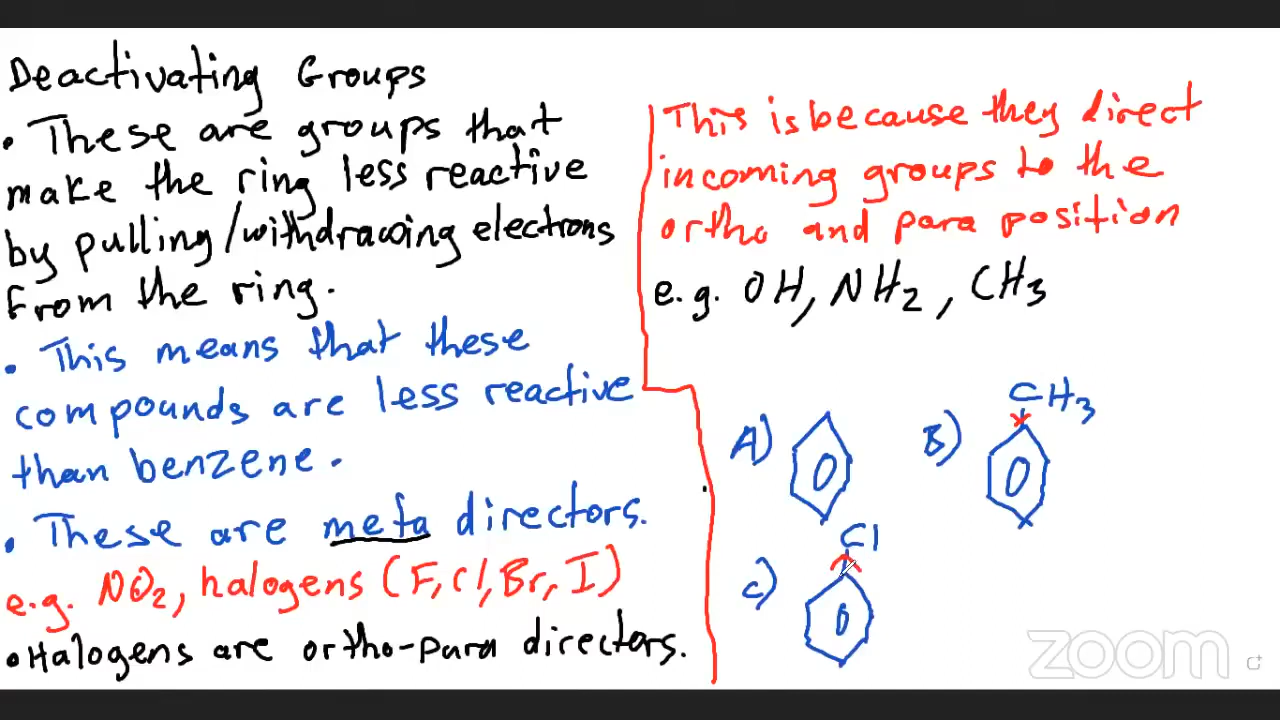 Deactivating Groups
• These are groups that
make the ring less reactive
by pulling/withdrawing electrons
from the ring.
• This means that these
compounds are less reactive
than benzene.
• These are meta directors.
e.g. NO2, halogens (F, Cl, Br, I)
• Halogens are ortho-para directors.
This is because they direct
incoming groups to the
ortho and para position
e.g. OH, NH2, CH3
A)
B)
CH3
C)
Cl
zoom